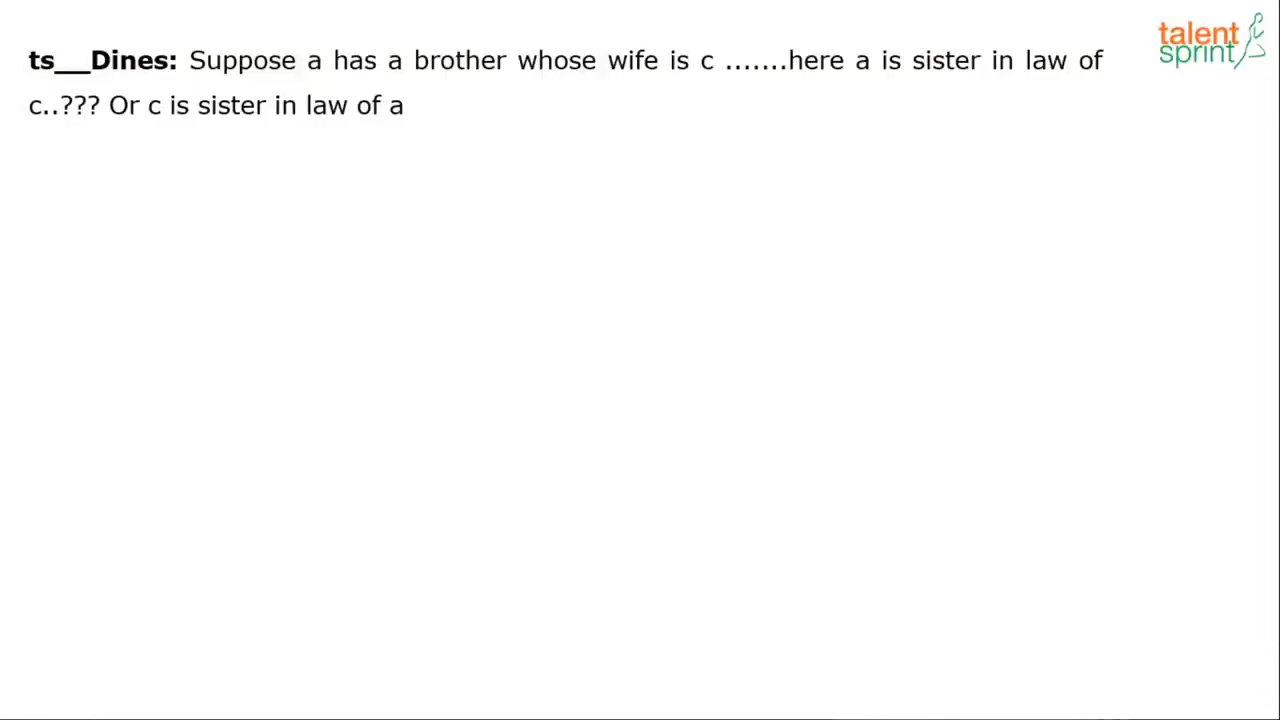 talent
sprint
ts__Dines: Suppose a has a brother whose wife is c .......here a is sister in law of
c..??? Or c is sister in law of a